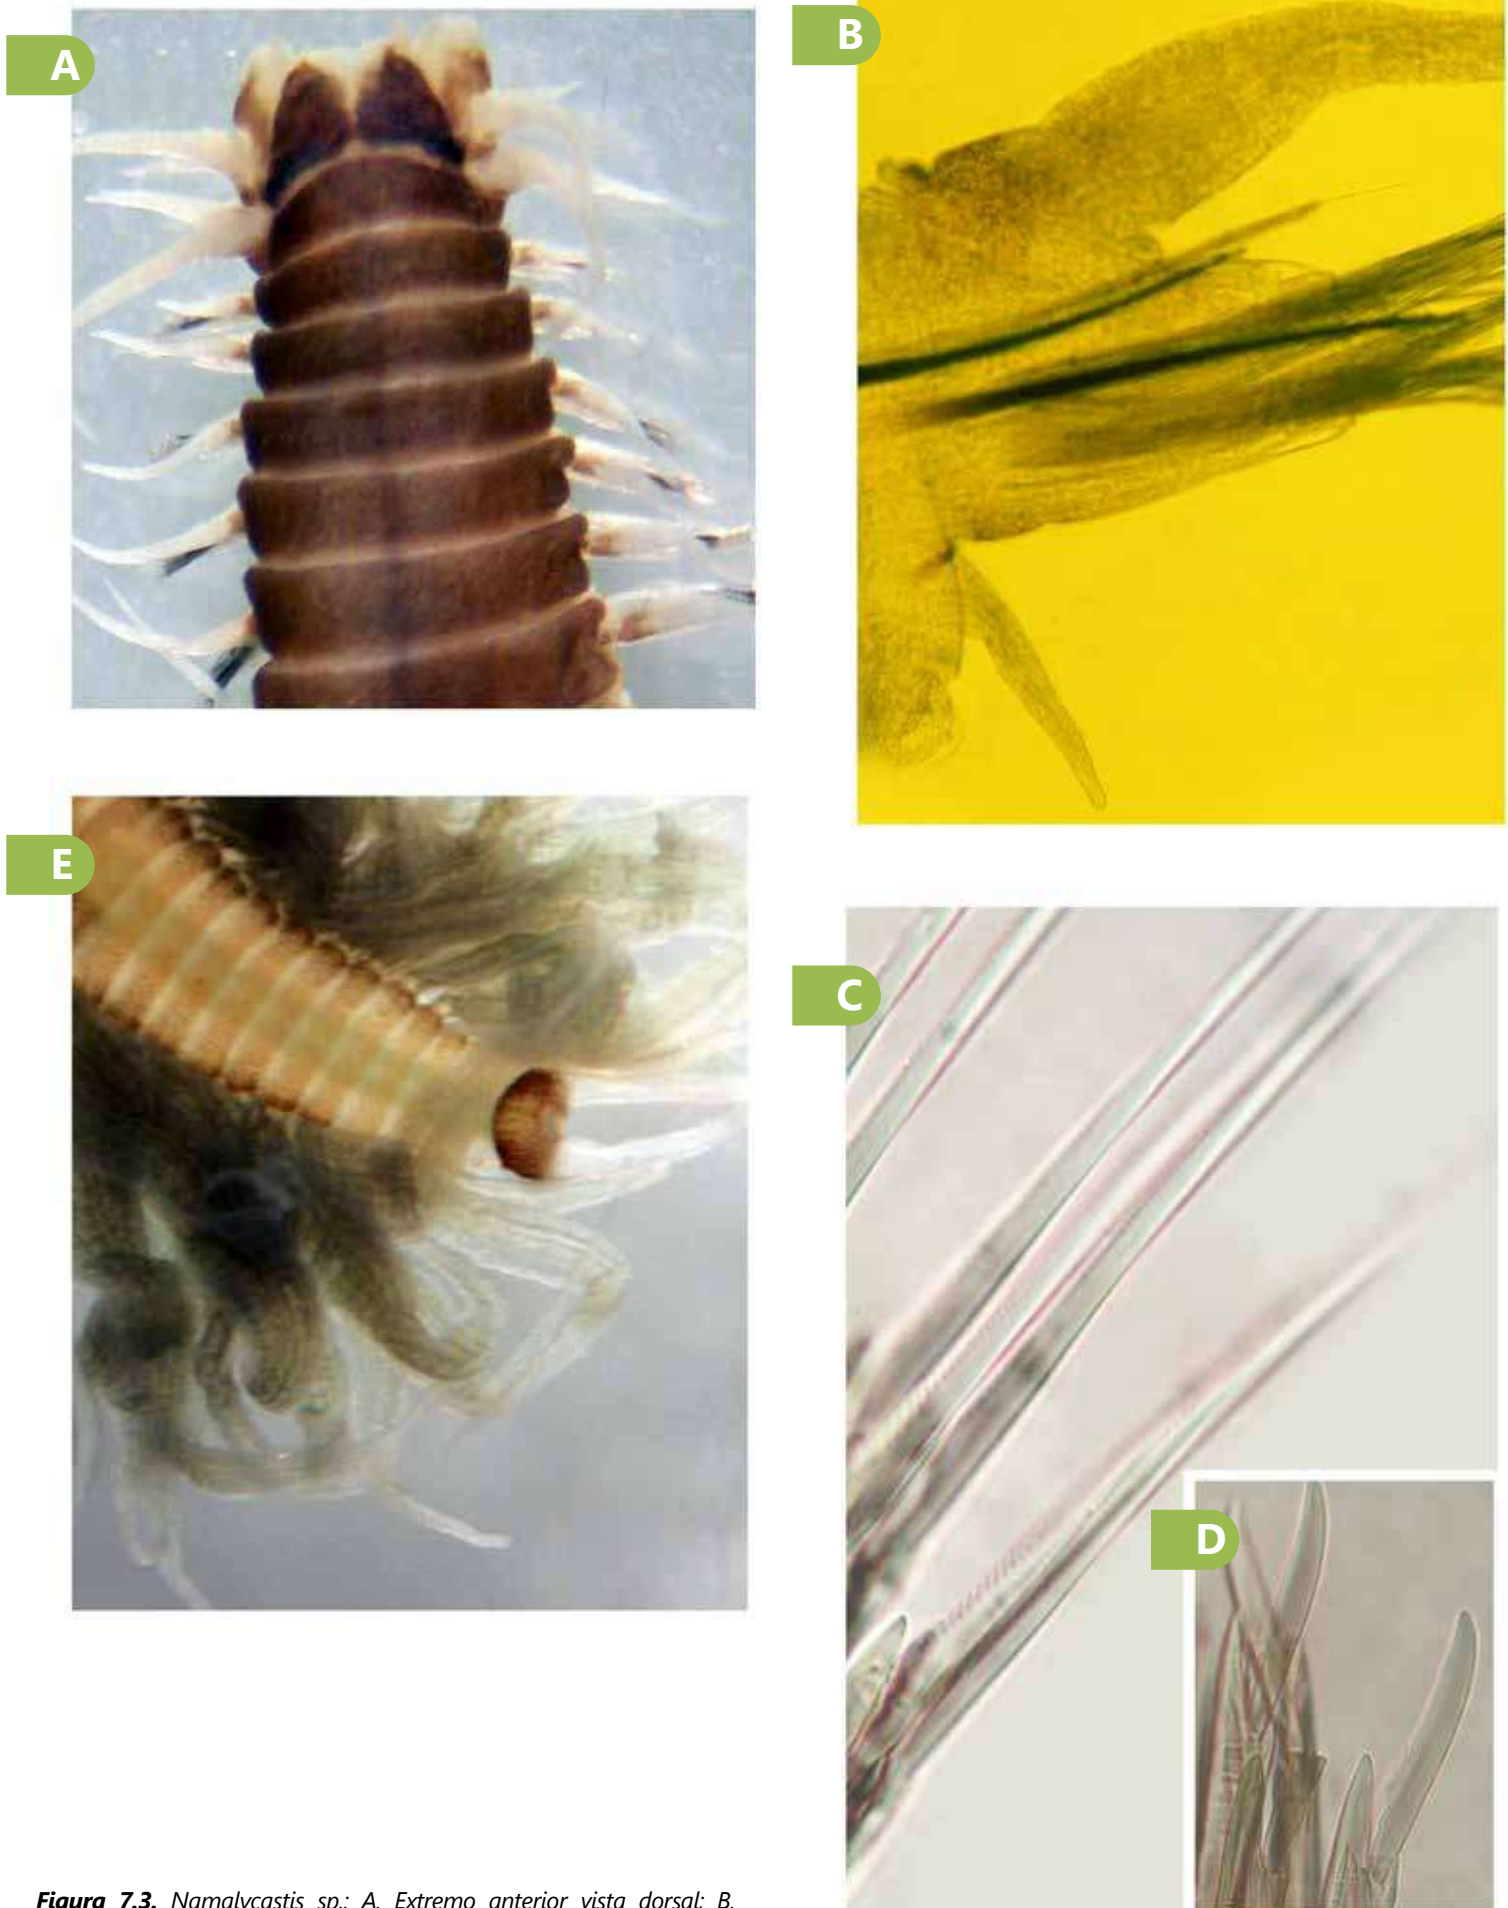 A
B
E
C
D
Figura 7.3. Namalycastis sp.: A. Extremo anterior vista dorsal; B.